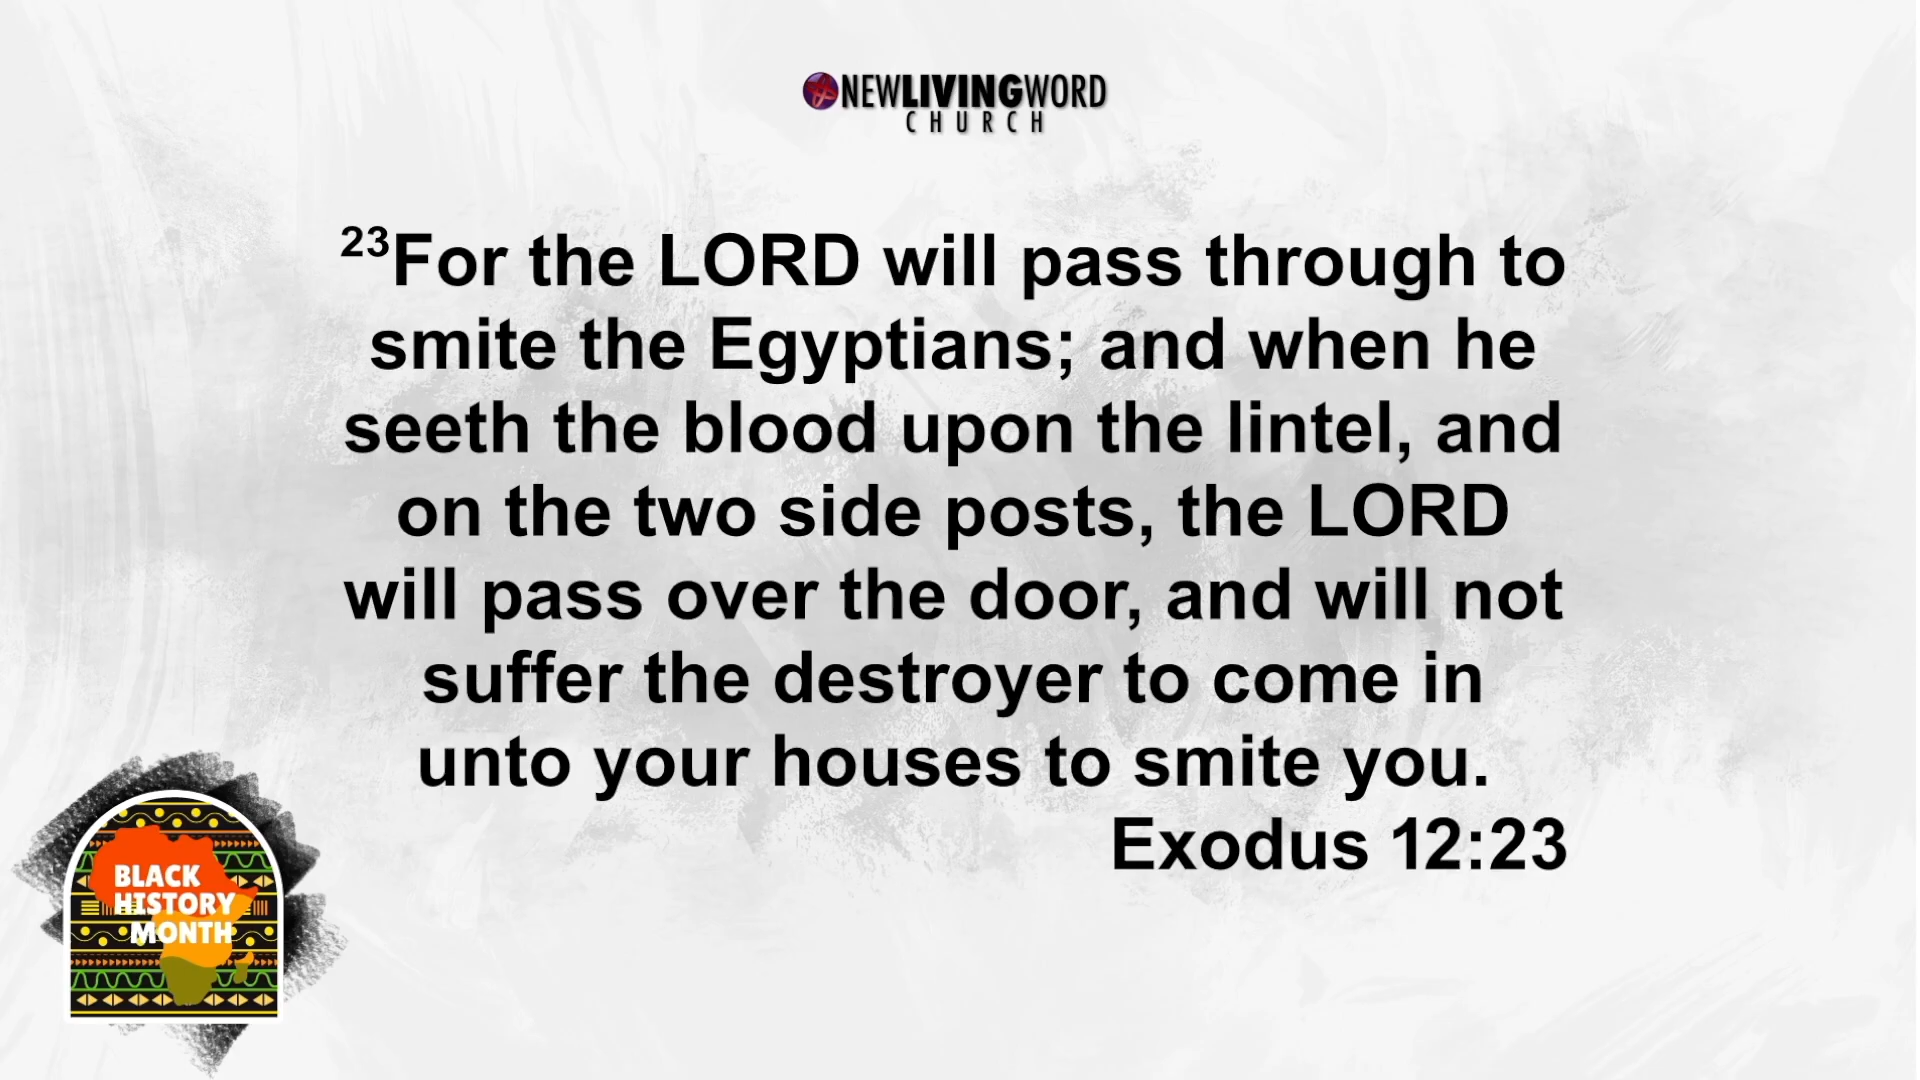 NEWLIVINGWORD
CHURCH
23For the LORD will pass through to
smite the Egyptians; and when he
seeth the blood upon the lintel, and
on the two side posts, the LORD
will pass over the door, and will not
suffer the destroyer to come in
unto your houses to smite you.
Exodus 12:23
BLACK
HISTORY
MONTH